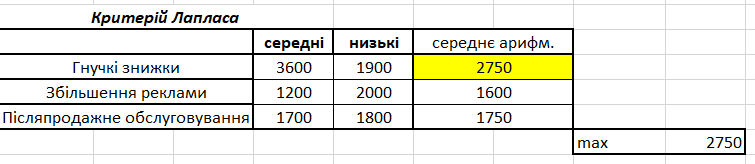 Критерій Лапласа
середні низькі середнє арифм.
Гнучкі знижки 3600 1900 2750
Збільшення реклами 1200 2000 1600
Післяпродажне обслуговування 1700 1800 1750
max 2750